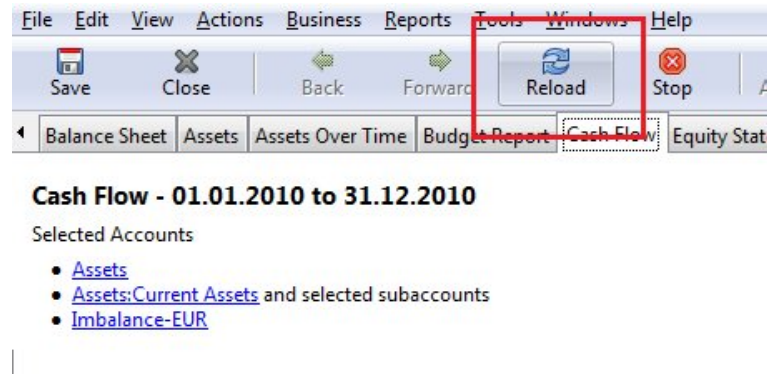 File Edit View Actions Business Reports Tools Windows Help
Save Close Back Forward Reload Stop
Balance Sheet Assets Assets Over Time Budget Report Cash Flow Equity Stat
Cash Flow - 01.01.2010 to 31.12.2010
Selected Accounts
• Assets
• Assets:Current Assets and selected subaccounts
• Imbalance-EUR